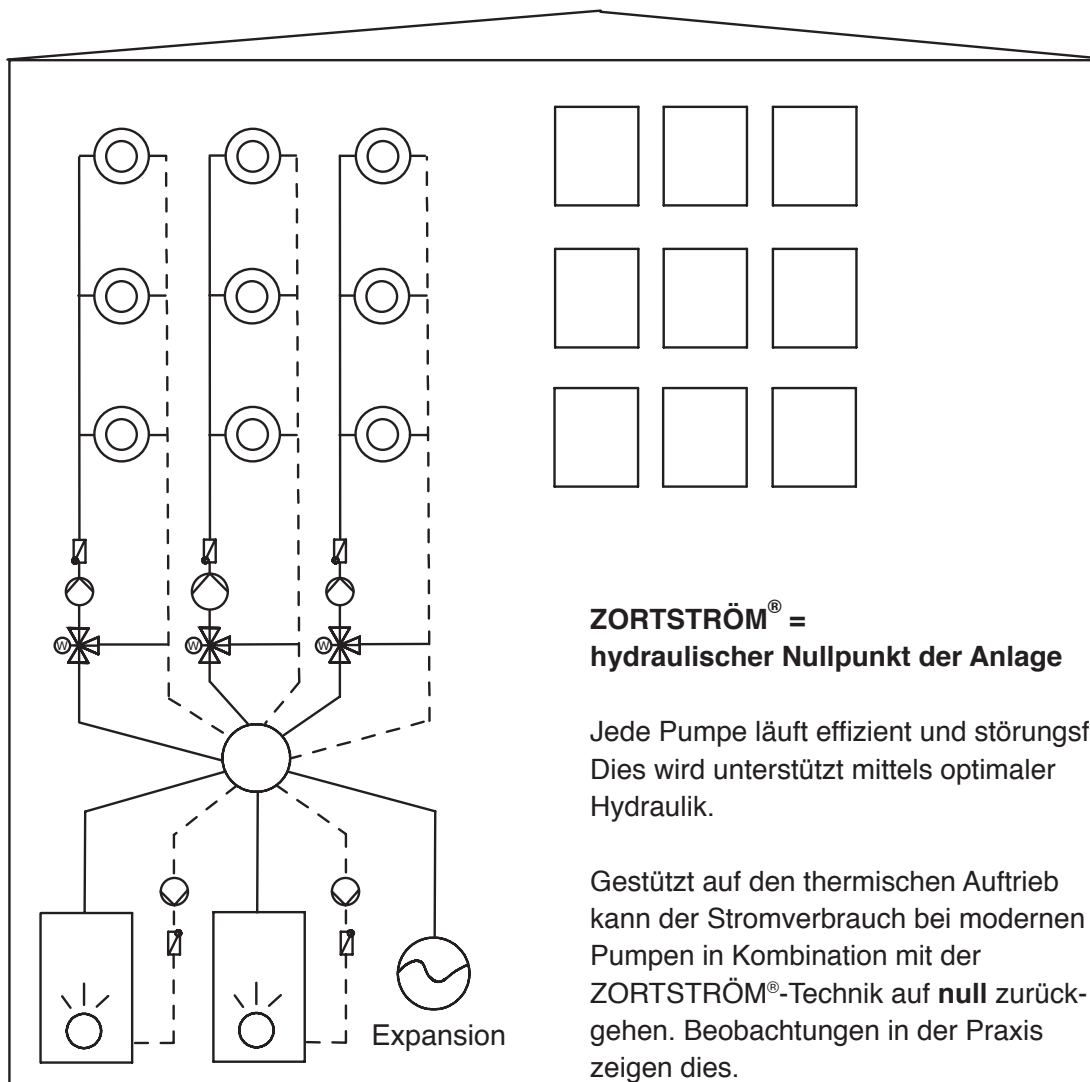 ZORTSTRÖM® =
hydraulischer Nullpunkt der Anlage
Jede Pumpe läuft effizient und
Dies wird unterstützt mittels optimaler
Hydraulik.
Gestützt auf den thermischen Auftrieb
kann der Stromverbrauch bei modernen
Pumpen in Kombination mit der
ZORTSTRÖM®-Technik auf null zurück-
gehen. Beobachtungen in der Praxis
zeigen dies.
W W W
Expansion